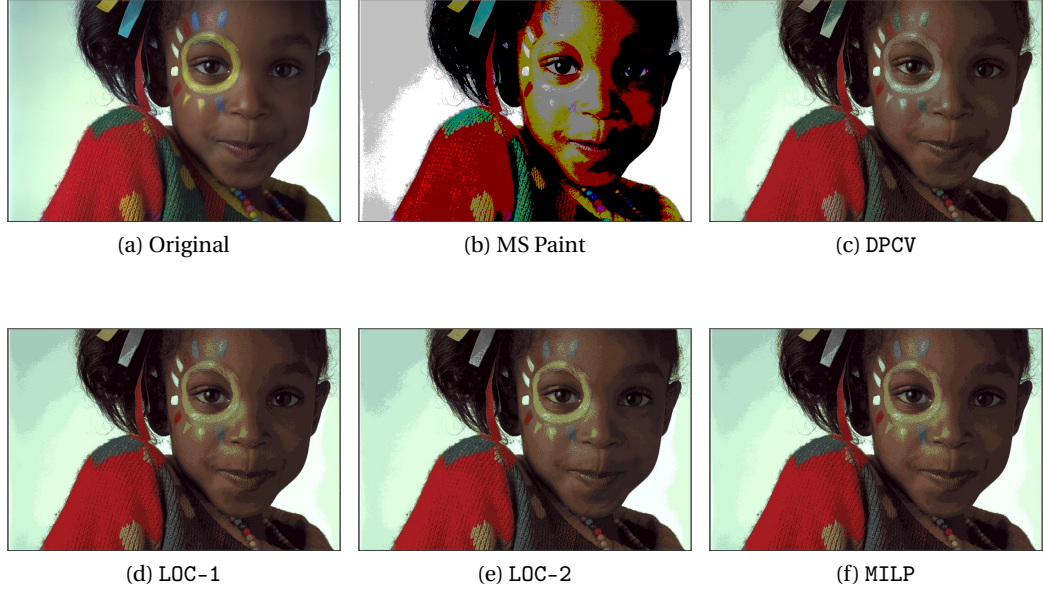 (a) Original
(b) MS Paint
(c) DPCV
(d) LOC-1
(e) LOC-2
(f) MILP